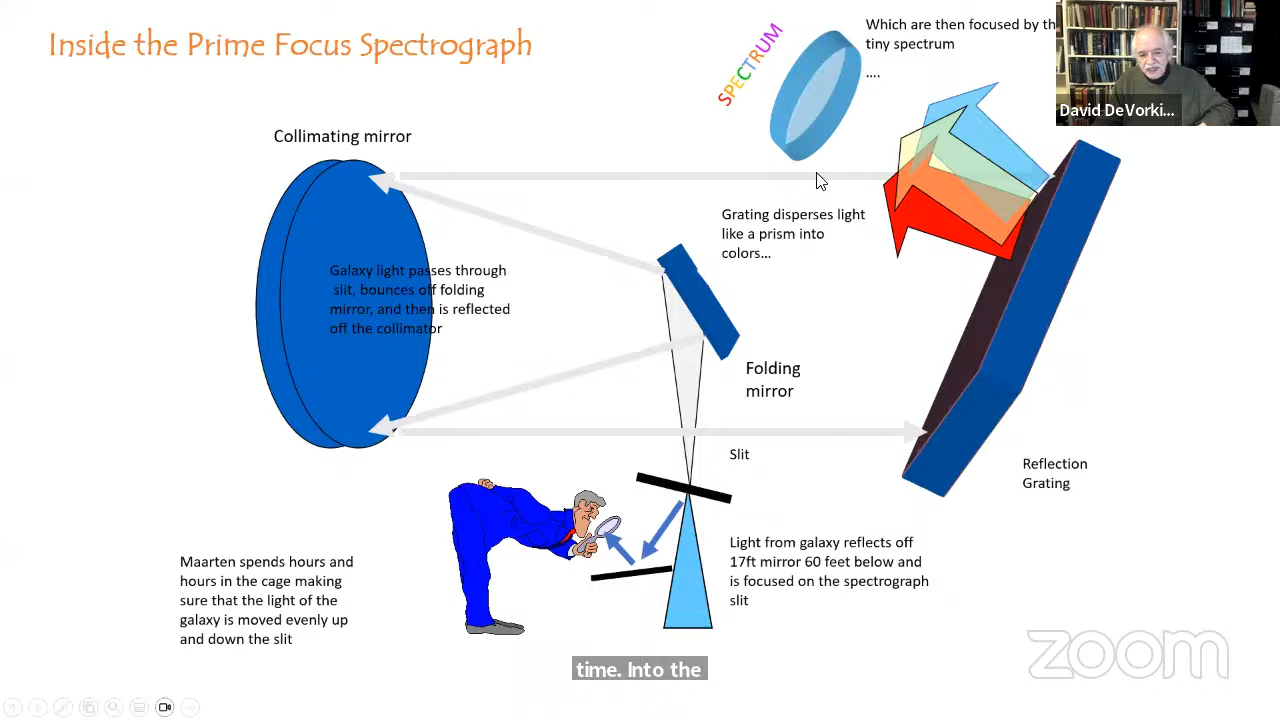 Inside the Prime Focus Spectrograph
SPECTRUM
Which are then focused by th
tiny spectrum
....
David DeVorki...
Collimating mirror
Grating disperses light
like a prism into
colors...
Galaxy light passes through
slit, bounces off folding
mirror, and then is reflected
off the collimator
Folding
mirror
Slit
Reflection
Grating
Light from galaxy reflects off
17ft mirror 60 feet below and
is focused on the spectrograph
slit
Maarten spends hours and
hours in the cage making
sure that the light of the
galaxy is moved evenly up
and down the slit
zoom
time. Into the